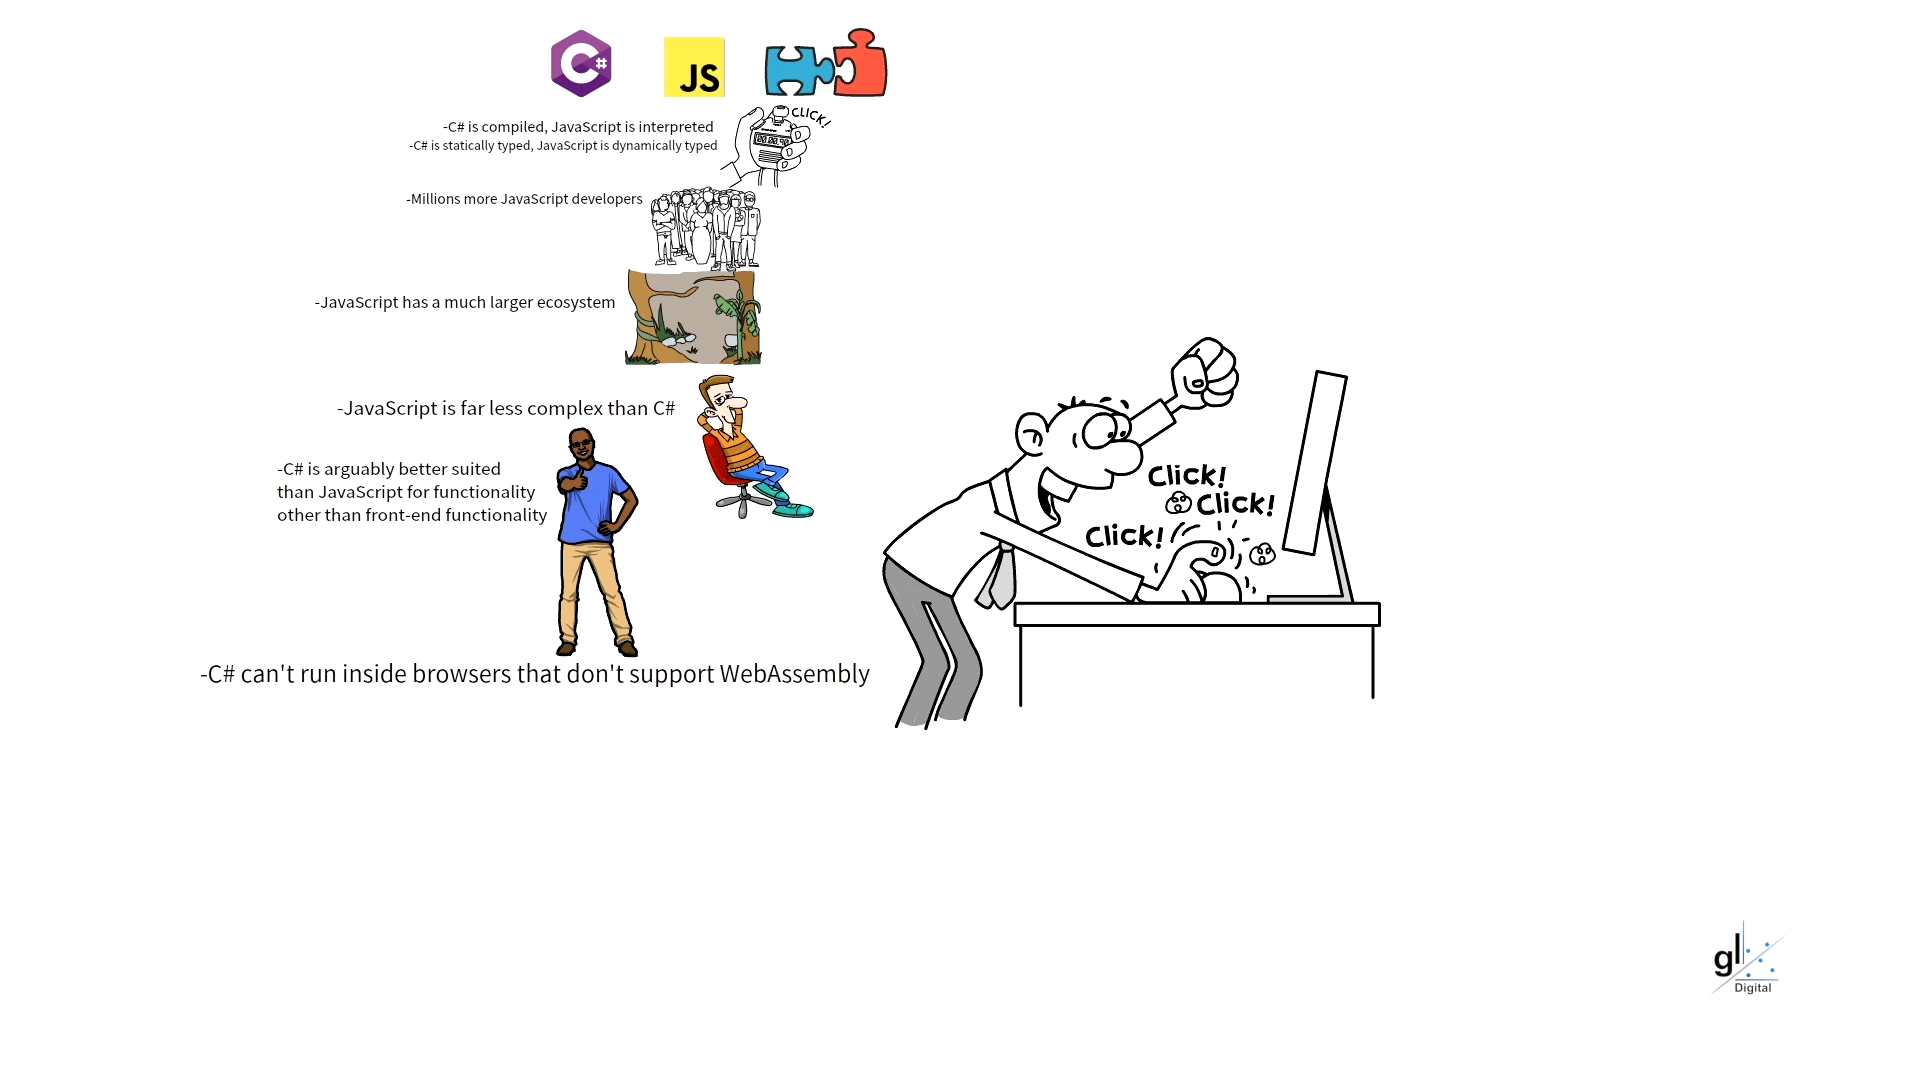 C#
JS
CLICK!
-C# is compiled, JavaScript is interpreted
-C# is statically typed, JavaScript is dynamically typed
-Millions more JavaScript developers
-JavaScript has a much larger ecosystem
-JavaScript is far less complex than C#
-C# is arguably better suited
than JavaScript for functionality
other than front-end functionality
Click!
Click!
Click!
-C# can't run inside browsers that don't support WebAssembly
gl
Digital